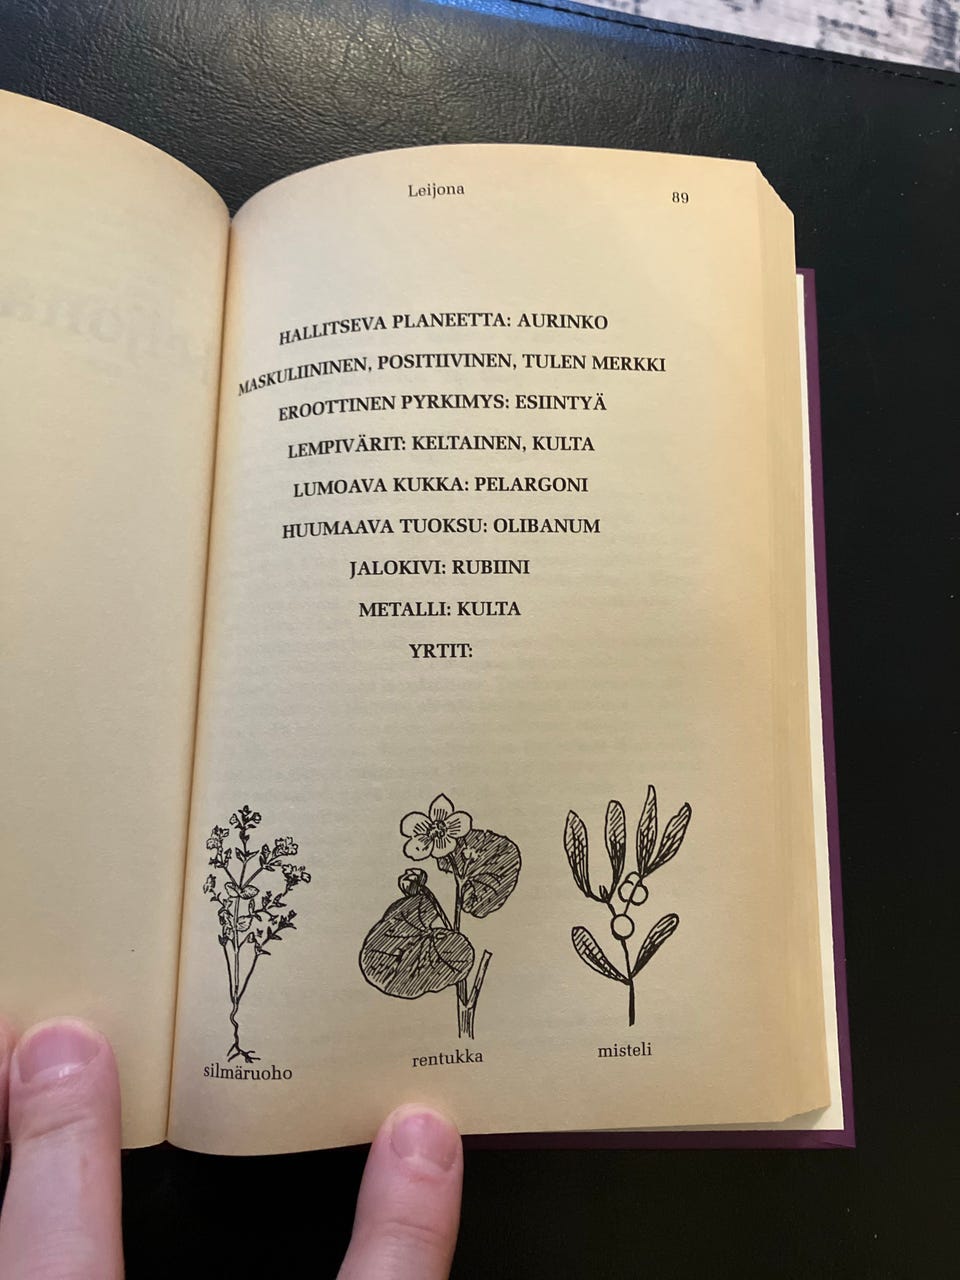 Leijona
89
HALLITSEVA PLANEETTA: AURINKO
MASKULIININEN, POSITIIVINEN, TULEN MERKKI
EROOTTINEN PYRKIMYS: ESIINTYÄ
LEMPIVÄRIT: KELTAINEN, KULTA
LUMOAVA KUKKA: PELARGONI
HUUMAAVA TUOKSU: OLIBANUM
JALOKIVI: RUBIINI
METALLI: KULTA
YRTIT:
silmäruoho
rentukka
misteli